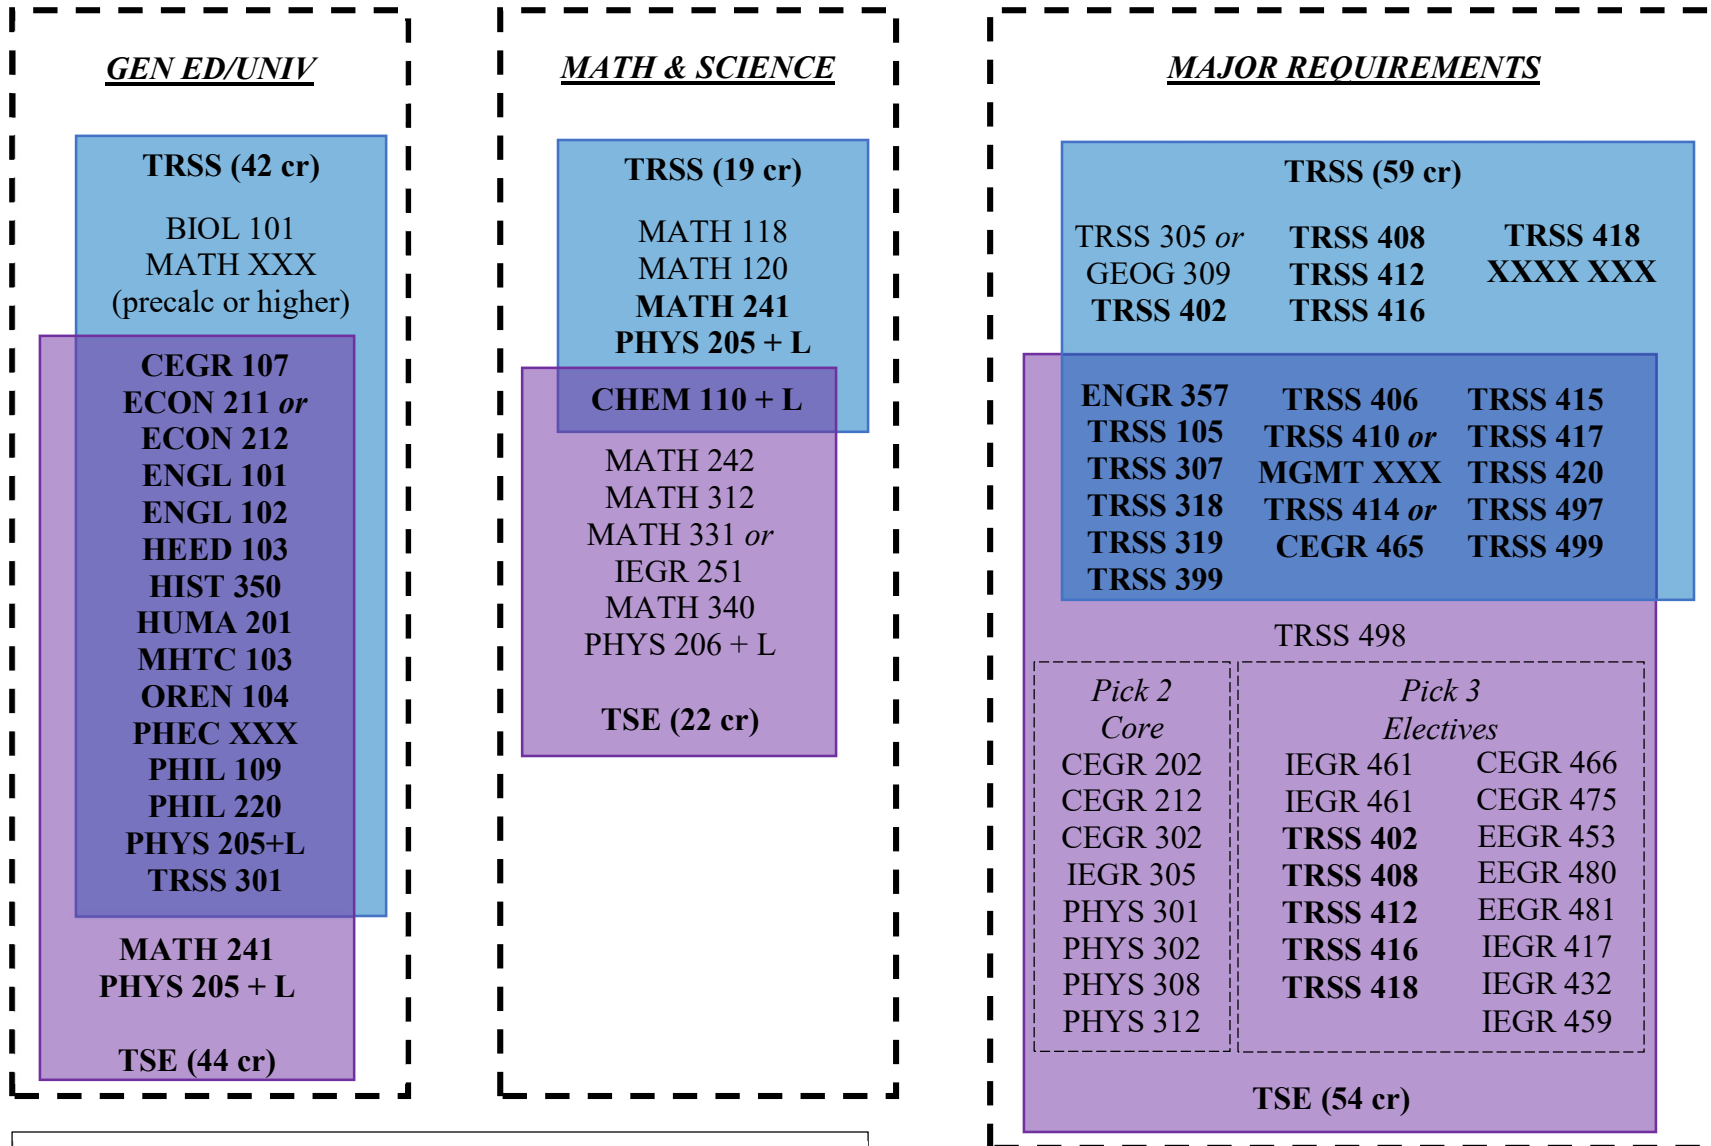 GEN ED/UNIV
TRSS (42 cr)
BIOL 101
MATH XXX
(precalc or higher)
CEGR 107
ECON 211 or
ECON 212
ENGL 101
ENGL 102
HEED 103
HIST 350
HUMA 201
MHTC 103
OREN 104
PHEC XXX
PHIL 109
PHIL 220
PHYS 205+L
TRSS 301
MATH 241
PHYS 205 + L
TSE (44 cr)
MATH & SCIENCE
TRSS (19 cr)
MATH 118
MATH 120
MATH 241
PHYS 205 + L
CHEM 110 + L
MATH 242
MATH 312
MATH 331 or
IEGR 251
MATH 340
PHYS 206 + L
TSE (22 cr)
MAJOR REQUIREMENTS
TRSS (59 cr)
TRSS 305 or
GEOG 309
TRSS 402
TRSS 408
TRSS 412
TRSS 416
TRSS 418
XXXX XXX
ENGR 357
TRSS 105
TRSS 307
TRSS 318
TRSS 319
TRSS 399
TRSS 406
TRSS 410 or
MGMT XXX
TRSS 414 or
CEGR 465
TRSS 415
TRSS 417
TRSS 420
TRSS 497
TRSS 499
TRSS 498
Pick 2
Core
CEGR 202
CEGR 212
CEGR 302
IEGR 305
PHYS 301
PHYS 302
PHYS 308
PHYS 312
Pick 3
Electives
IEGR 461
IEGR 461
TRSS 402
TRSS 408
TRSS 412
TRSS 416
TRSS 418
CEGR 466
CEGR 475
EEGR 453
EEGR 480
EEGR 481
IEGR 417
IEGR 432
IEGR 459
TSE (54 cr)